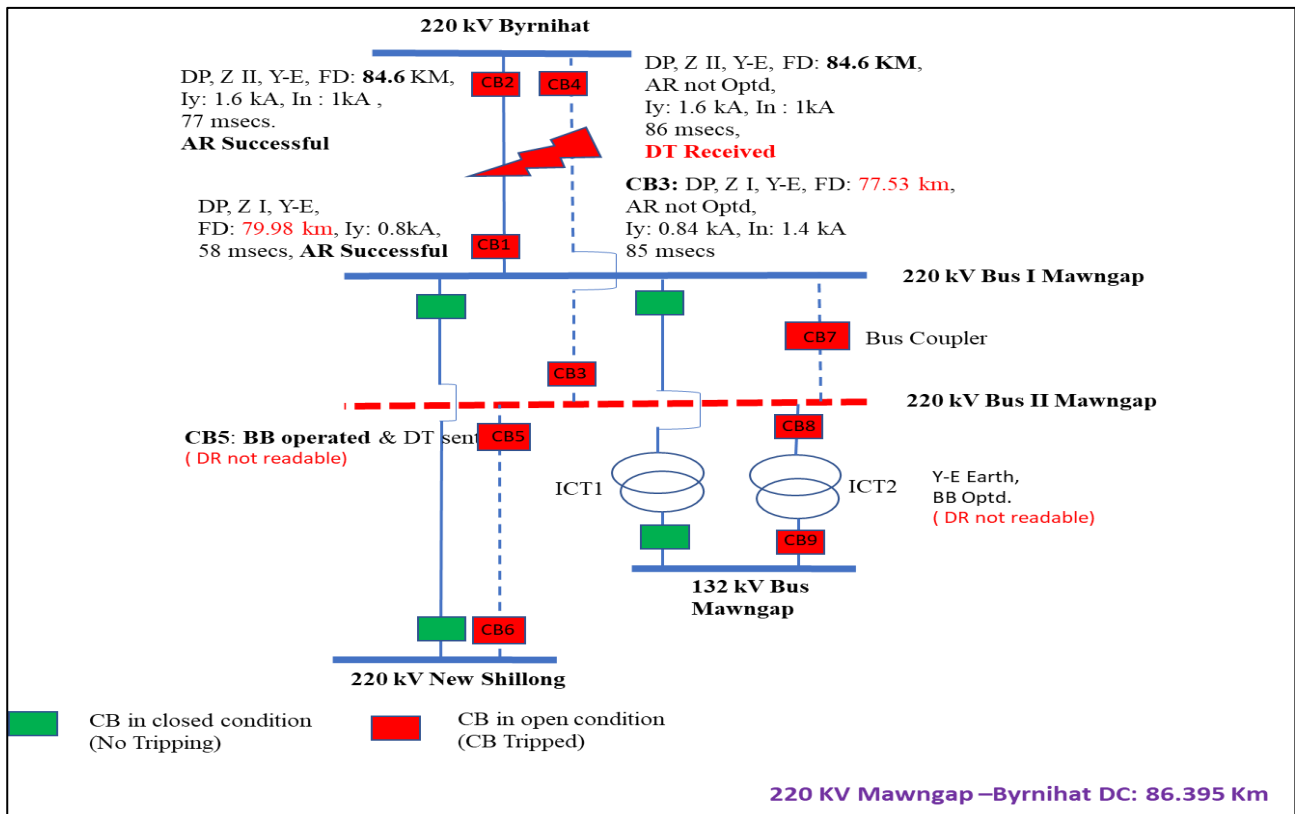 220 kV Byrnihat
DP, Z II, Y-E, FD: 84.6 KM,
Iy: 1.6 kA, In : 1kA ,
77 msecs.
AR Successful
CB2
CB4
DP, Z II, Y-E, FD: 84.6 KM,
AR not Optd,
Iy: 1.6 kA, In : 1kA
86 msecs,
DT Received
DP, Z I, Y-E,
FD: 79.98 km, Iy: 0.8kA,
58 msecs, AR Successful
CB1
CB3: DP, Z I, Y-E, FD: 77.53 km,
AR not Optd,
Iy: 0.84 kA, In: 1.4 kA
85 msecs
220 kV Bus I Mawngap
CB7
Bus Coupler
CB3
220 kV Bus II Mawngap
CB5: BB operated & DT sent
( DR not readable)
CB5
CB8
ICT1
ICT2
Y-E Earth,
BB Optd.
( DR not readable)
CB9
132 kV Bus
Mawngap
CB6
220 kV New Shillong
CB in closed condition
(No Tripping)
CB in open condition
(CB Tripped)
220 KV Mawngap –Byrnihat DC: 86.395 Km